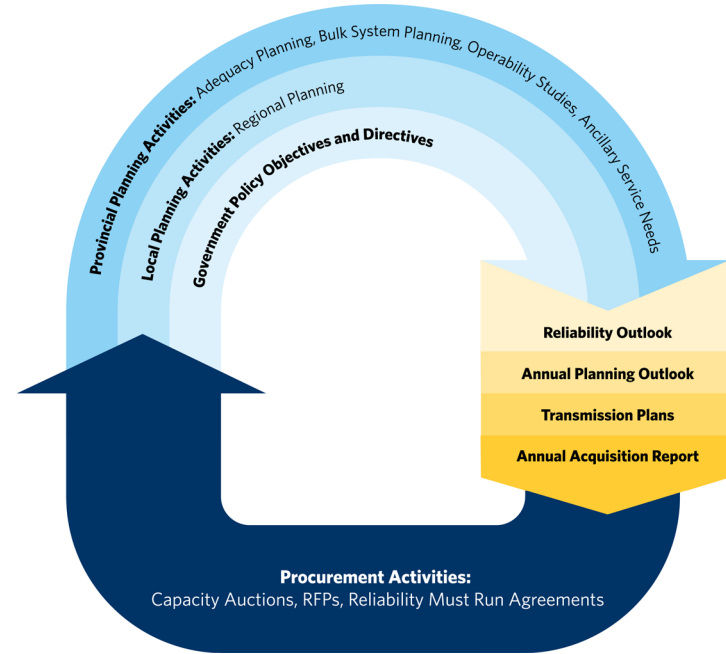 Provincial Planning Activities: Adequacy Planning, Bulk System Planning, Operability Studies, Ancillary Service Needs
Local Planning Activities: Regional Planning
Government Policy Objectives and Directives
Reliability Outlook
Annual Planning Outlook
Transmission Plans
Annual Acquisition Report
Procurement Activities:
Capacity Auctions, RFPs, Reliability Must Run Agreements